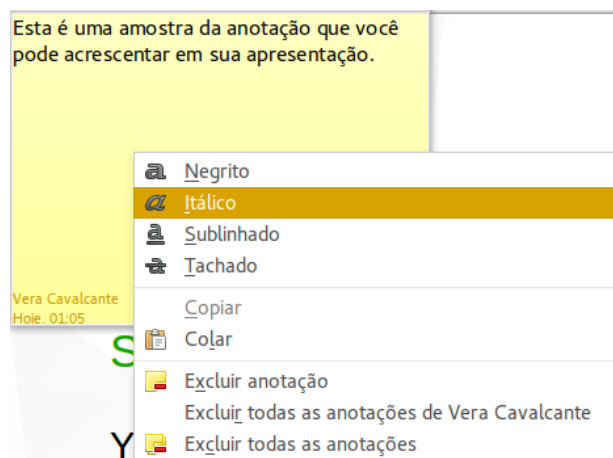 Esta é uma amostra da anotação que você
pode acrescentar em sua apresentação.
Negrito
Itálico
Sublinhado
Tachado
Vera Cavalcante
Hoje, 01:05
Copiar
S
Colar
Excluir anotação
Excluir todas as anotações de Vera Cavalcante
Y
Excluir todas as anotações